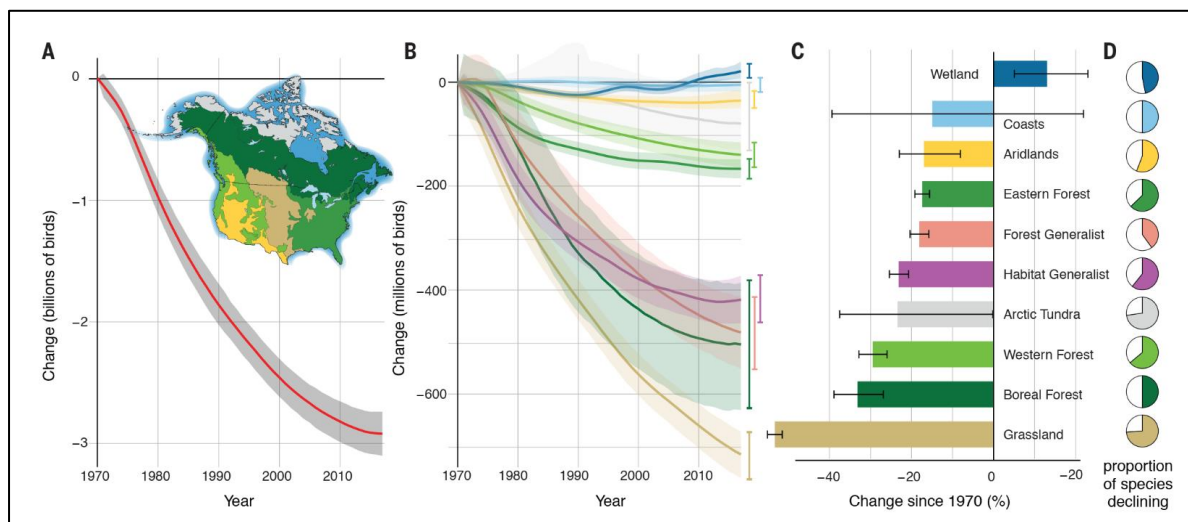 A
Change (billions of birds)
0
−1
−2
−3
1970
1980
1990
2000
2010
Year
B
Change (millions of birds)
0
−200
−400
−600
1970
1980
1990
2000
2010
Year
C
Wetland
Coasts
Aridlands
Eastern Forest
Forest Generalist
Habitat Generalist
Arctic Tundra
Western Forest
Boreal Forest
Grassland
−40
−20
0
−20
Change since 1970 (%)
D
proportion
of species
declining